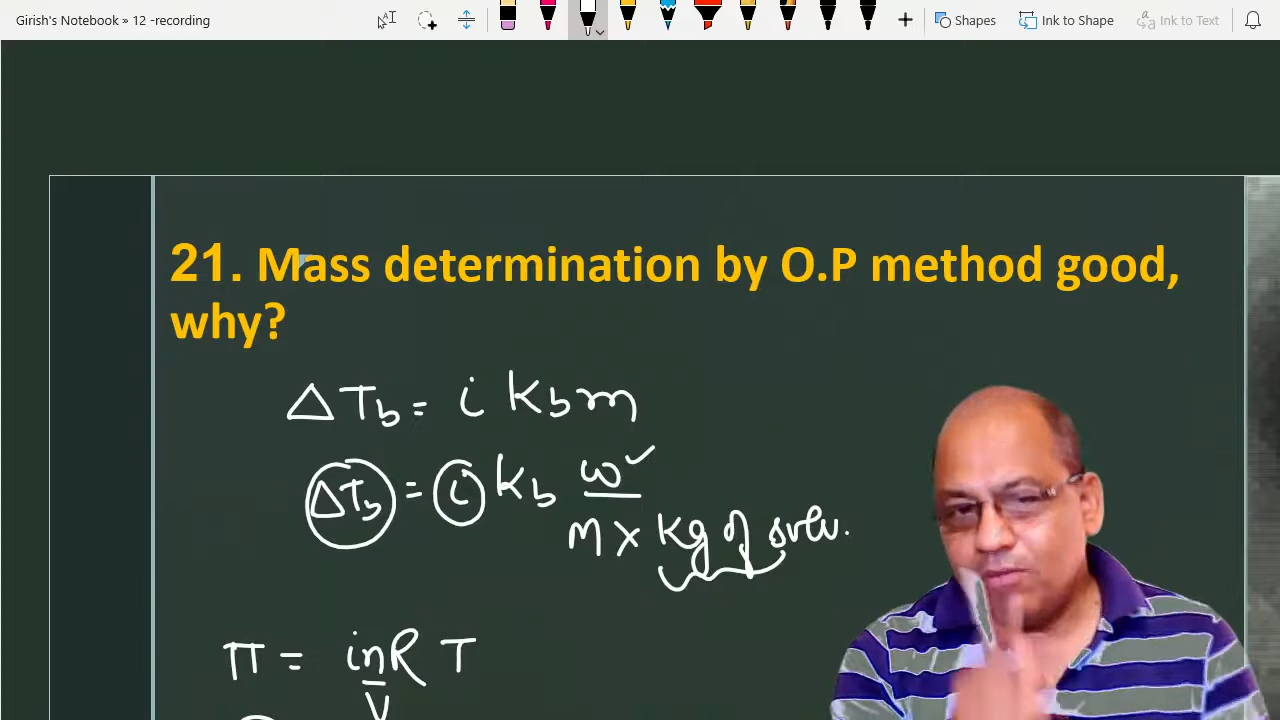 Girish's Notebook » 12 -recording
Shapes Ink to Shape Ink to Text
21. Mass determination by O.P method good,
why?
ΔTb = i kb m
ΔTb = i kb w ✓
M × kg of solv.
π = in R T
V